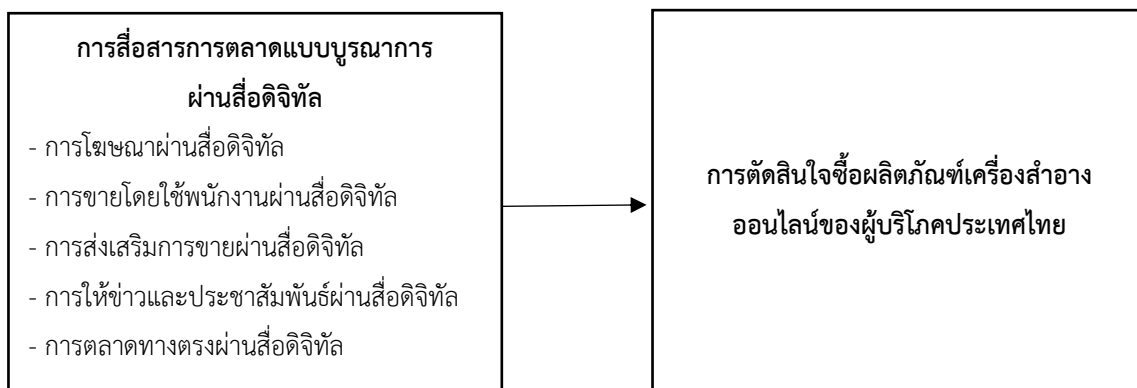 การสื่อสารการตลาดแบบบูรณาการ
ผ่านสื่อดิจิทัล
- การโฆษณาผ่านสื่อดิจิทัล
- การขายโดยใช้พนักงานผ่านสื่อดิจิทัล
- การส่งเสริมการขายผ่านสื่อดิจิทัล
- การให้ข่าวและประชาสัมพันธ์ผ่านสื่อดิจิทัล
- การตลาดทางตรงผ่านสื่อดิจิทัล
การตัดสินใจซื้อผลิตภัณฑ์เครื่องสำอาง
ออนไลน์ของผู้บริโภคประเทศไทย